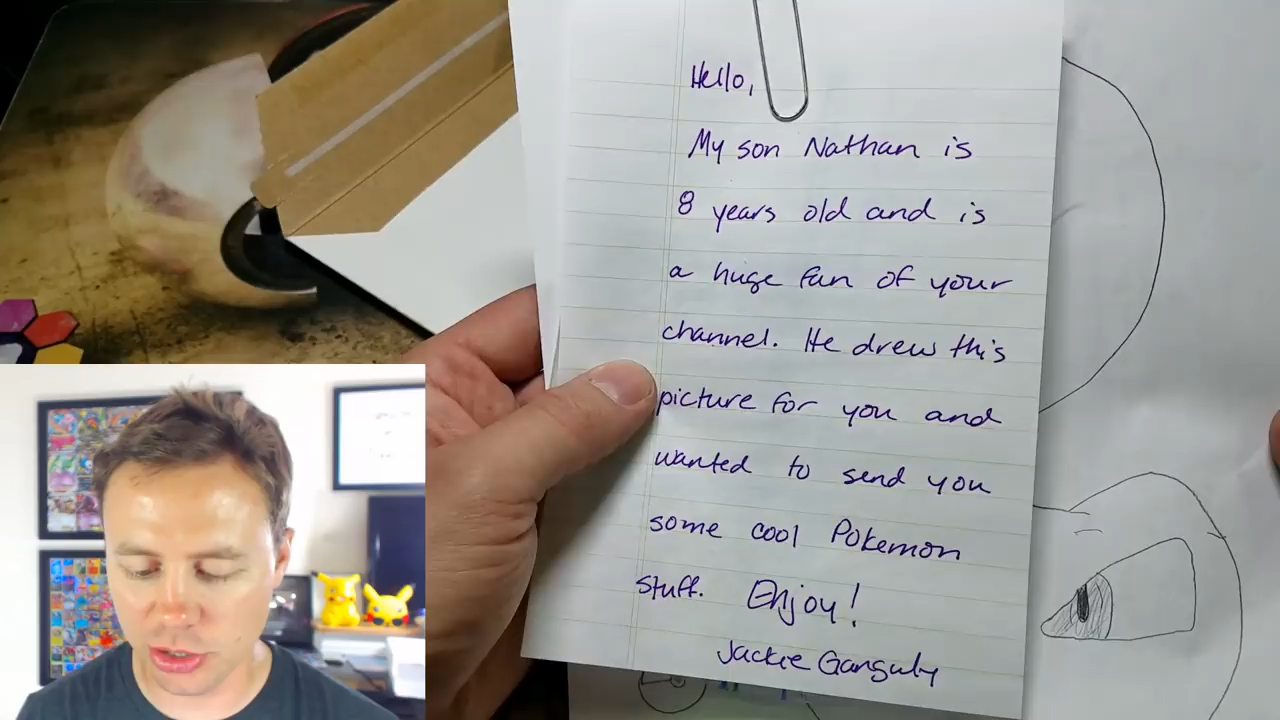 Hello,
My son Nathan is
8 years old and is
a huge fan of your
channel. He drew this
picture for you and
wanted to send you
some cool Pokemon
stuff. Enjoy!
Jackie Ganguly